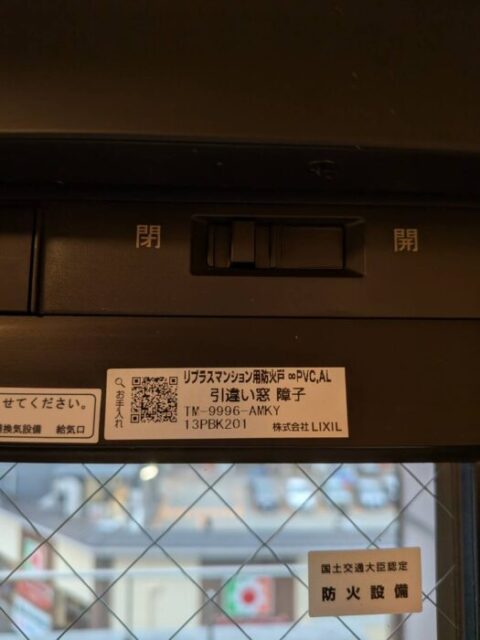 閉
開
リプラスマンション用防火戸 ∞PVC,AL
引違い窓 障子
TM-9996-AMKY
13PBK201
株式会社 LIXIL
お手入れ
せてください。
換気設備 給気口
国土交通大臣認定
防火設備